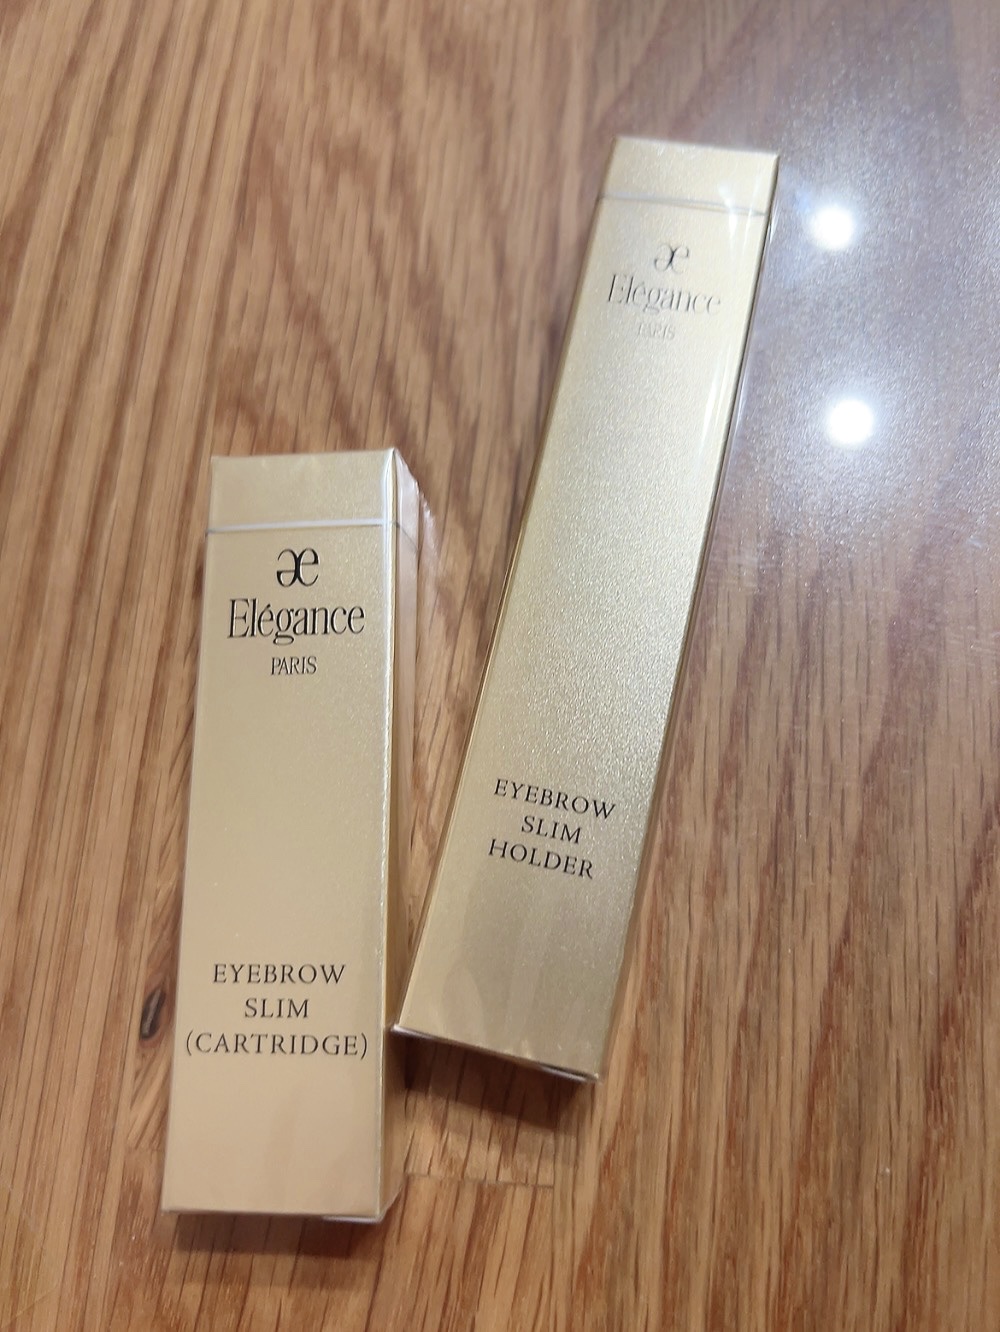 æ
Elégance
PARIS
EYEBROW
SLIM
(CARTRIDGE)
æ
Elégance
PARIS
EYEBROW
SLIM
HOLDER